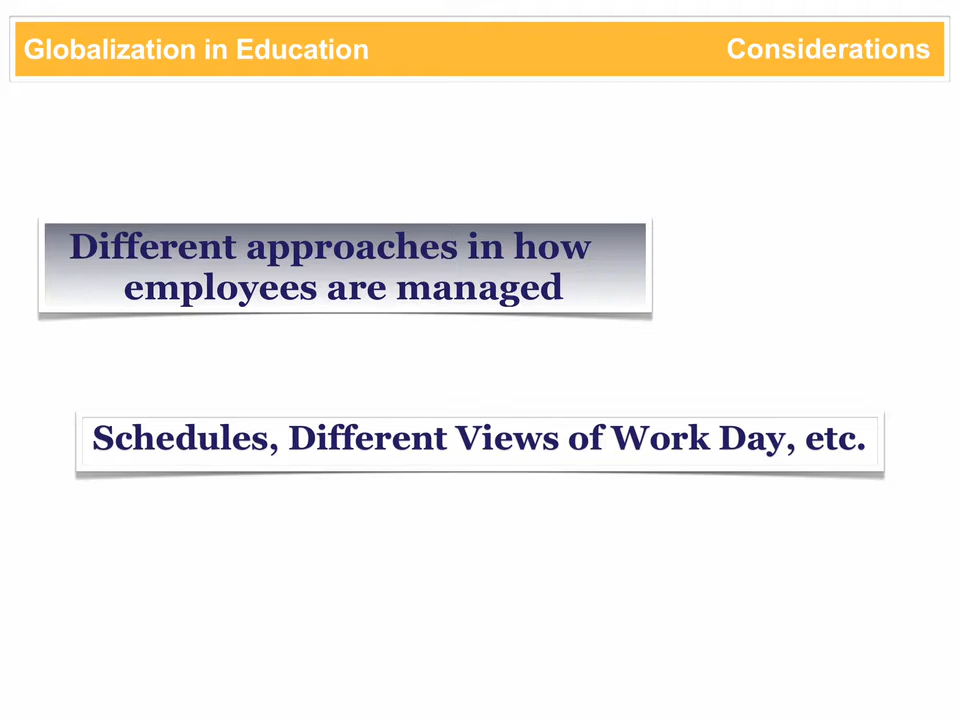 Globalization in Education
Considerations
Different approaches in how
employees are managed
Schedules, Different Views of Work Day, etc.